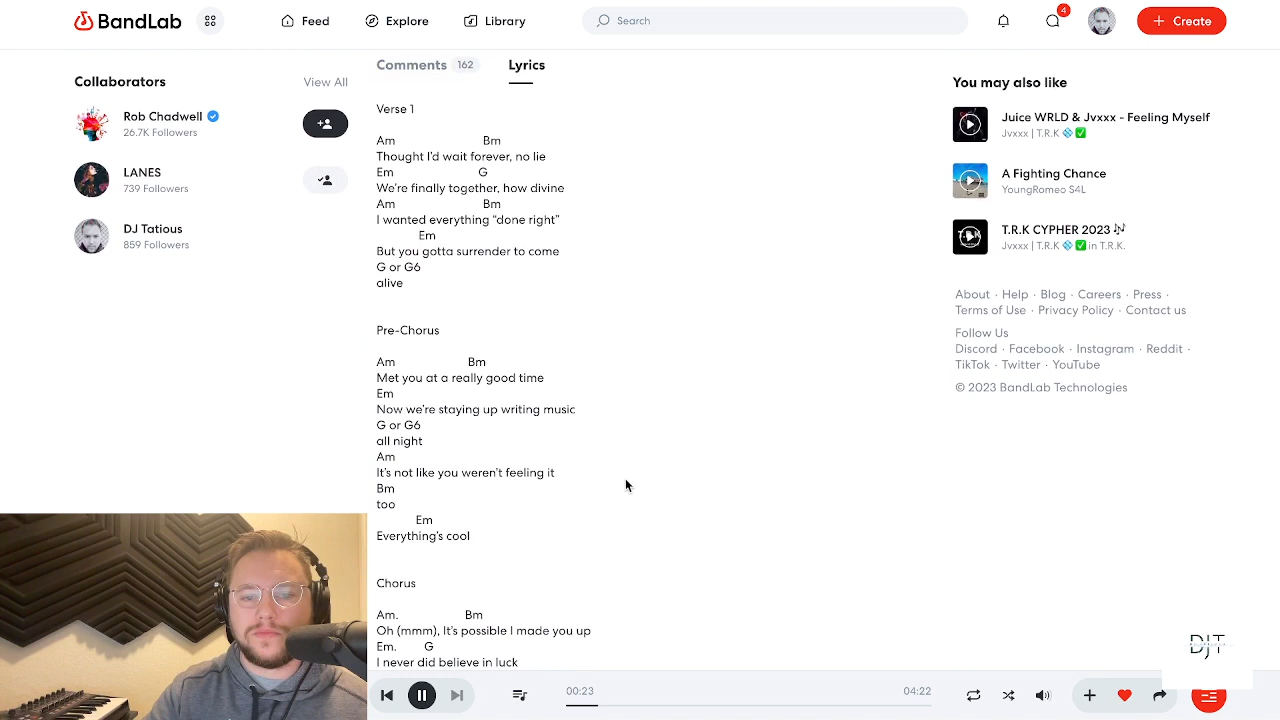 BandLab
Feed
Explore
Library
Search
4
Create
Collaborators
View All
Rob Chadwell
26.7K Followers
LANES
739 Followers
DJ Tatious
859 Followers
Comments 162
Lyrics
Verse 1
Am Bm
Thought I'd wait forever, no lie
Em G
We're finally together, how divine
Am Bm
I wanted everything “done right”
Em
But you gotta surrender to come
G or G6
alive
Pre-Chorus
Am Bm
Met you at a really good time
Em
Now we're staying up writing music
G or G6
all night
Am
It's not like you weren't feeling it
Bm
too
Em
Everything's cool
Chorus
Am. Bm
Oh (mmm), It's possible I made you up
Em. G
I never did believe in luck
You may also like
Juice WRLD & Jvxxx - Feeling Myself
Jvxxx | T.R.K 💠✅
A Fighting Chance
YoungRomeo S4L
T.R.K CYPHER 2023 🎶
Jvxxx | T.R.K 💠✅ in T.R.K.
About · Help · Blog · Careers · Press ·
Terms of Use · Privacy Policy · Contact us
Follow Us
Discord · Facebook · Instagram · Reddit ·
TikTok · Twitter · YouTube
© 2023 BandLab Technologies
DJT
00:23
04:22